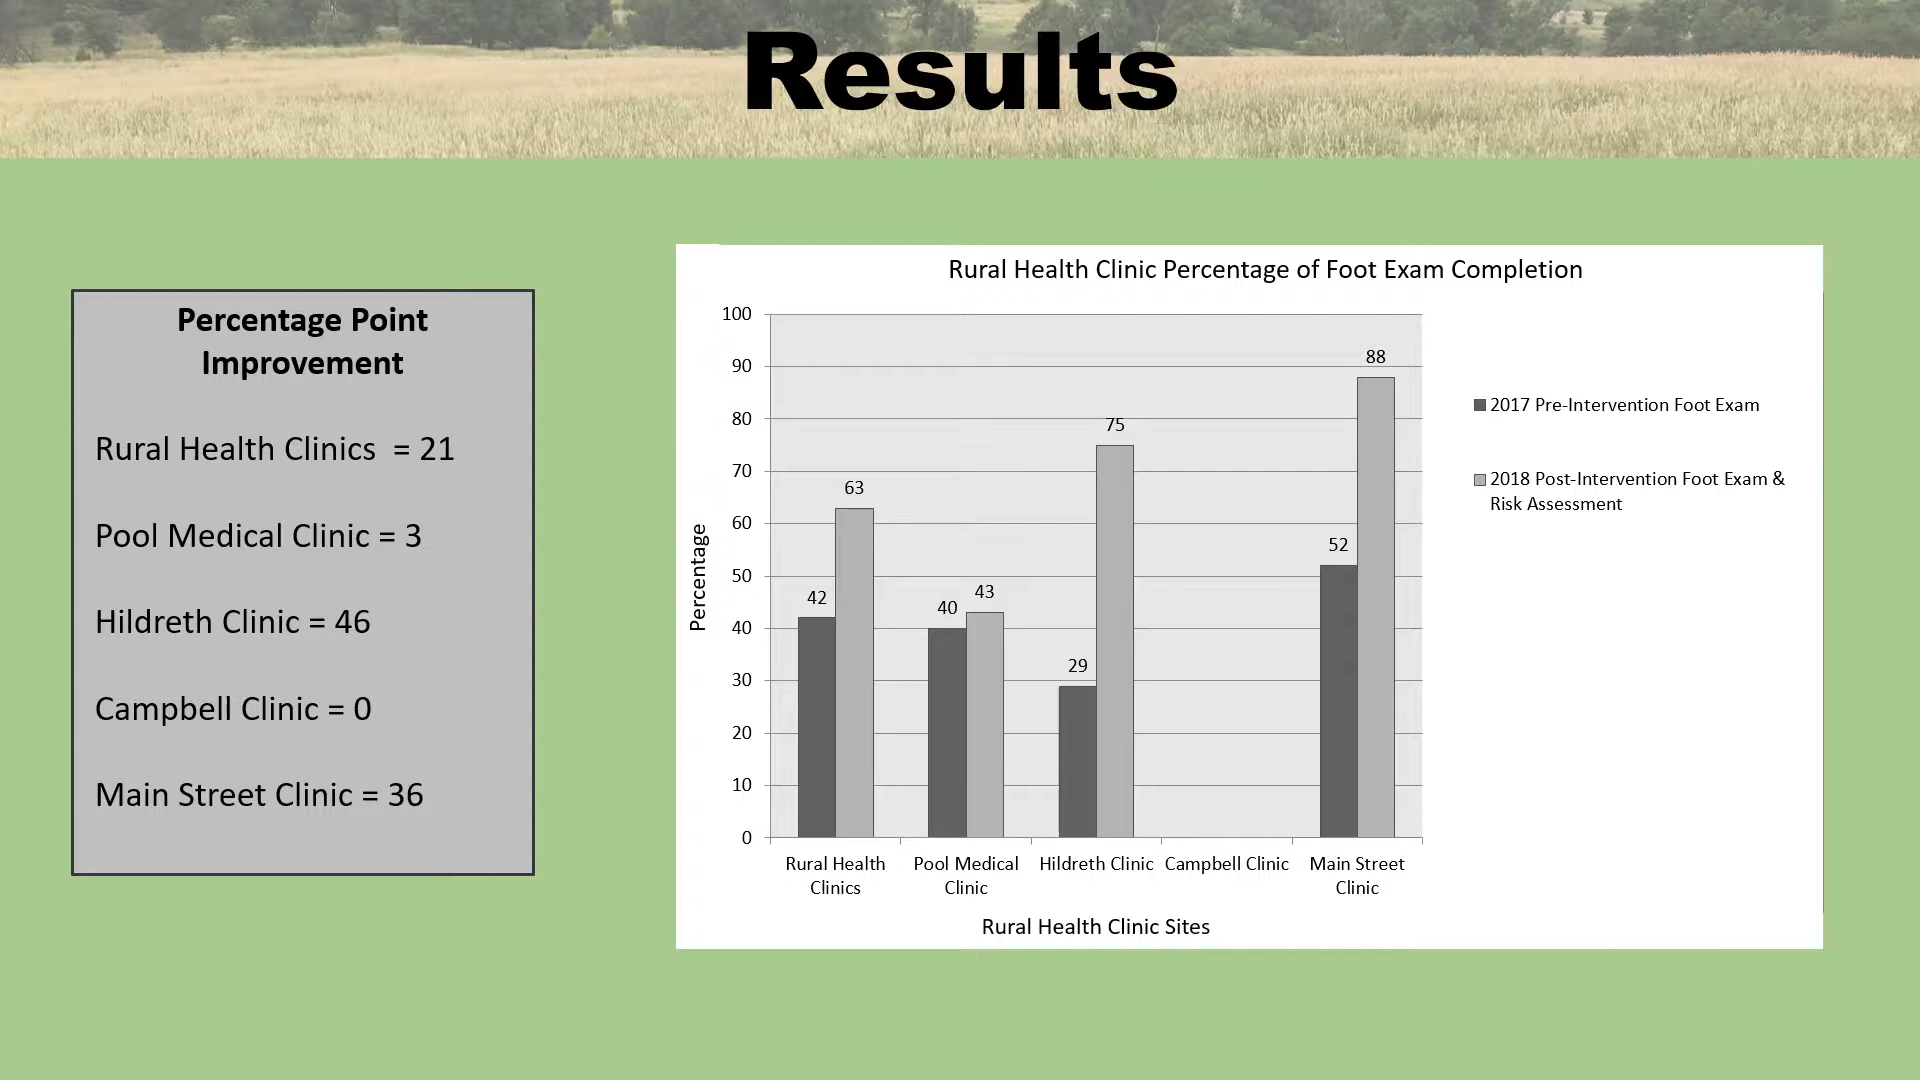 Results
Percentage Point
Improvement
Rural Health Clinics = 21
Pool Medical Clinic = 3
Hildreth Clinic = 46
Campbell Clinic = 0
Main Street Clinic = 36
Rural Health Clinic Percentage of Foot Exam Completion
Percentage
100
90
80
70
60
50
40
30
20
10
0
42
63
40
43
29
75
52
88
Rural Health
Clinics
Pool Medical
Clinic
Hildreth Clinic
Campbell Clinic
Main Street
Clinic
Rural Health Clinic Sites
2017 Pre-Intervention Foot Exam
2018 Post-Intervention Foot Exam &
Risk Assessment